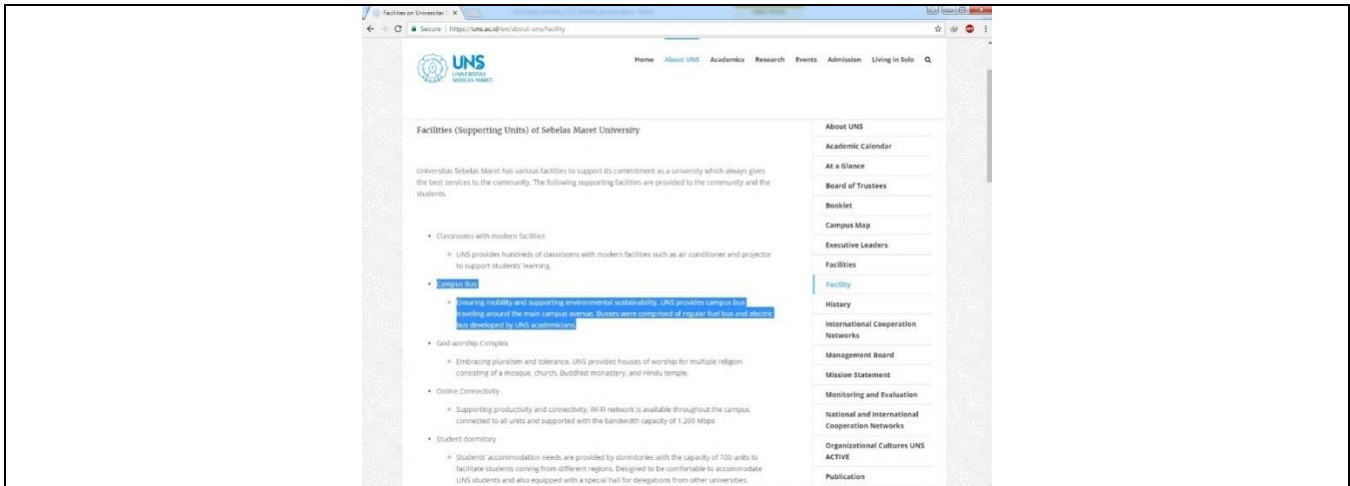 Facilities on Universitas
Secure | https://uns.ac.id/en/about-uns/facility
UNS
UNIVERSITAS
SEBELAS MARET
Home About UNS Academics Research Events Admission Living in Solo
Facilities (Supporting Units) of Sebelas Maret University
Universitas Sebelas Maret has various facilities to support its commitment as a university which always gives
the best services to the community. The following supporting facilities are provided to the community and the
students.
• Classrooms with modern facilities
UNS provides hundreds of classrooms with modern facilities such as air conditioner and projector
to support students' learning.
• Campus Bus
Ensuring mobility and supporting environmental sustainability, UNS provides campus bus
traveling around the main campus avenue. Busses were comprised of regular fuel bus and electric
bus developed by UNS academicians.
• God-worship Complex
Embracing pluralism and tolerance, UNS provides houses of worship for multiple religion
consisting of a mosque, church, Buddhist monastery, and Hindu temple.
• Online Connectivity
Supporting productivity and connectivity, Wi-Fi network is available throughout the campus
connected to all units and supported with the bandwidth capacity of 1.200 Mbps
• Student dormitory
Students' accommodation needs are provided by dormitories with the capacity of 700 units to
facilitate students coming from different regions. Designed to be comfortable to accommodate
UNS students and also equipped with a special hall for delegations from other universities.
About UNS
Academic Calendar
At a Glance
Board of Trustees
Booklet
Campus Map
Executive Leaders
Facilities
Facility
History
International Cooperation
Networks
Management Board
Mission Statement
Monitoring and Evaluation
National and International
Cooperation Networks
Organizational Cultures UNS
ACTIVE
Publication